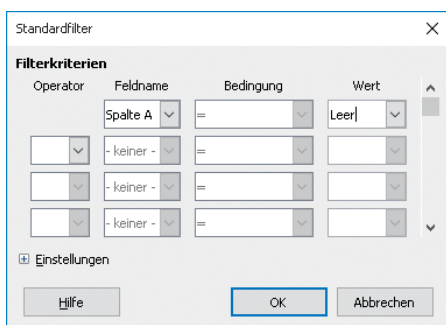 Standardfilter
Filterkriterien
Operator Feldname Bedingung Wert
Spalte A = Leer
- keiner - =
- keiner - =
- keiner - =
Einstellungen
Hilfe OK Abbrechen